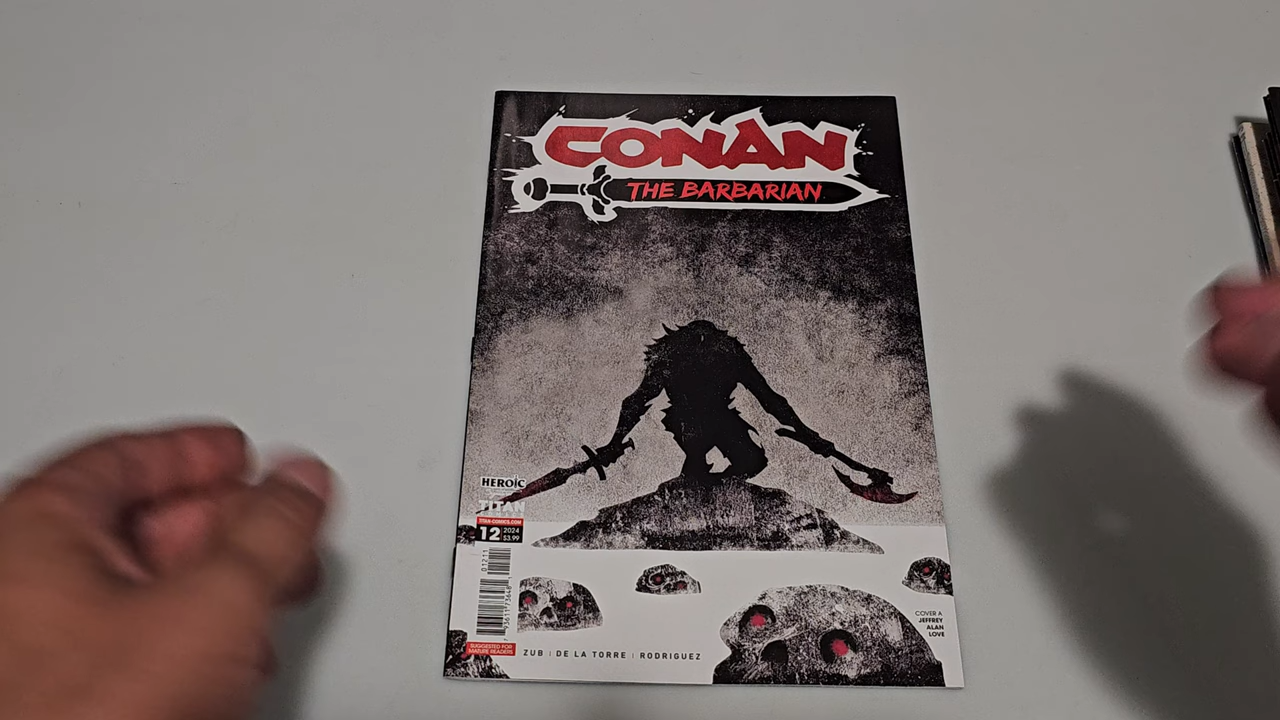 CONAN
THE BARBARIAN
HEROIC
TITAN
TITAN-COMICS.COM
12
2024
$3.99
01211
SUGGESTED FOR
MATURE READERS
ZUB | DE LA TORRE | RODRIGUEZ
COVER A
JEFFREY
ALAN
LOVE